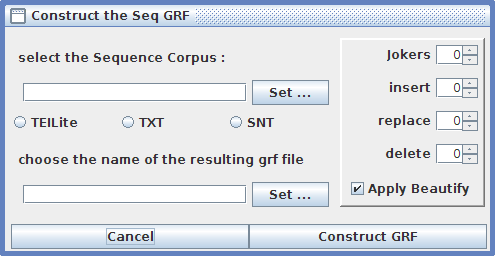 Construct the Seq GRF
select the Sequence Corpus :
Set ...
TEILite TXT SNT
choose the name of the resulting grf file
Set ...
Jokers 0
insert 0
replace 0
delete 0
Apply Beautify
Cancel Construct GRF